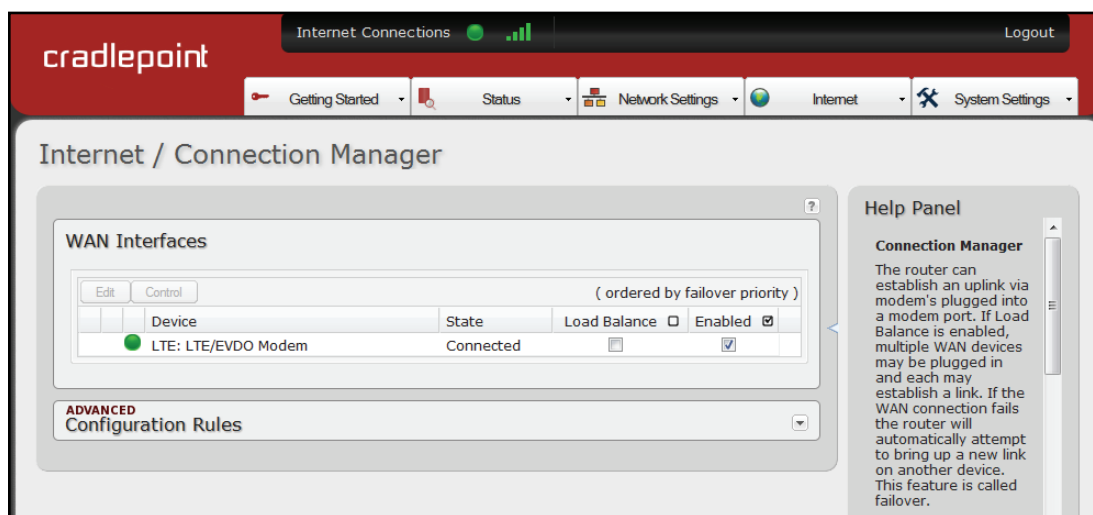 Internet Connections
Logout
cradlepoint
Getting Started
Status
Network Settings
Internet
System Settings
Internet / Connection Manager
?
WAN Interfaces
Edit Control ( ordered by failover priority )
Device State Load Balance Enabled
LTE: LTE/EVDO Modem Connected
ADVANCED
Configuration Rules
Help Panel
Connection Manager
The router can
establish an uplink via
modem's plugged into
a modem port. If Load
Balance is enabled,
multiple WAN devices
may be plugged in
and each may
establish a link. If the
WAN connection fails
the router will
automatically attempt
to bring up a new link
on another device.
This feature is called
failover.